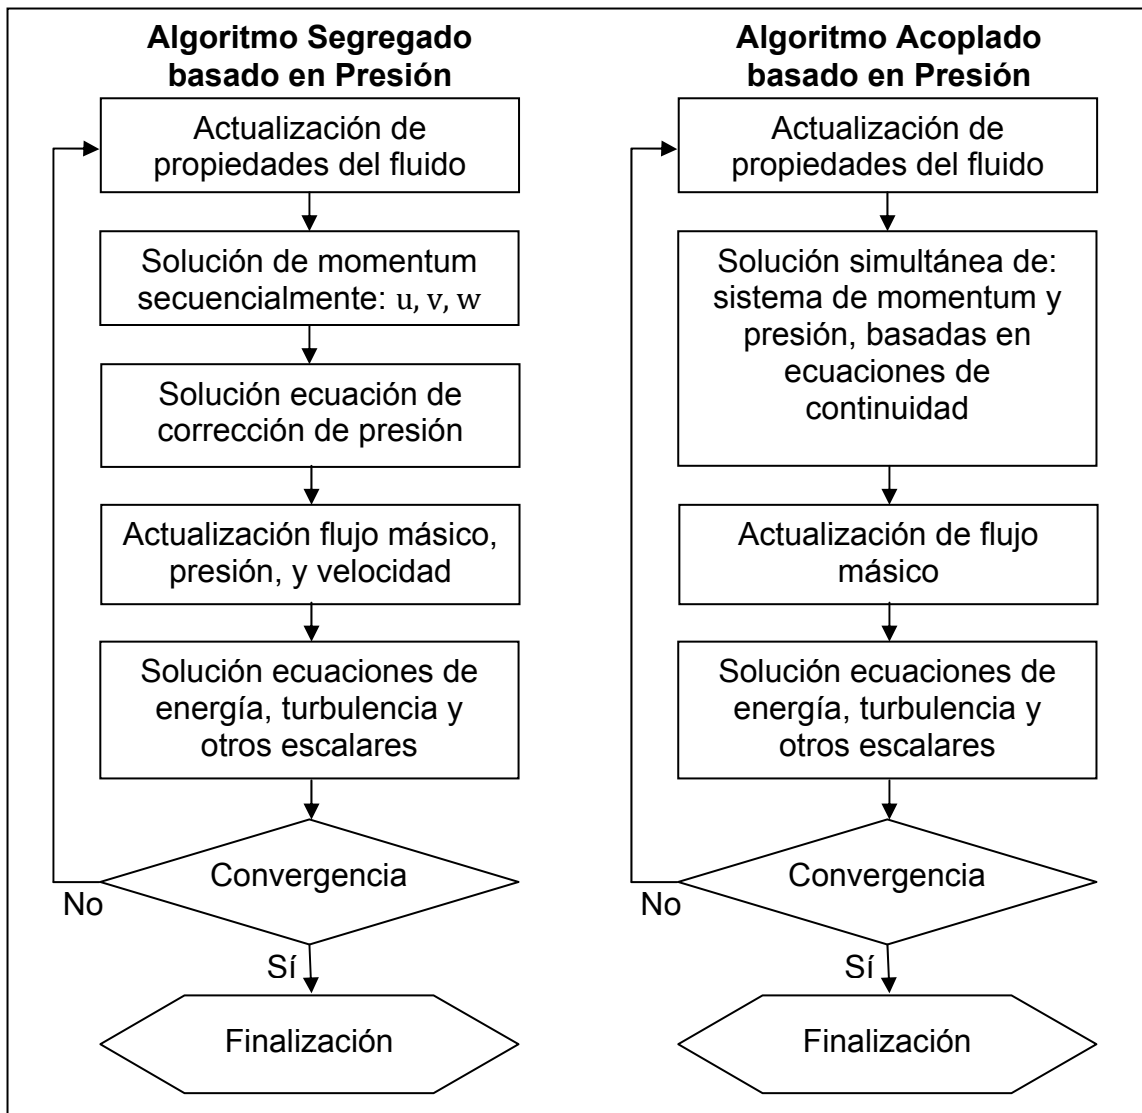 Algoritmo Segregado
basado en Presión
Actualización de
propiedades del fluido
Solución de momentum
secuencialmente: u, v, w
Solución ecuación de
corrección de presión
Actualización flujo másico,
presión, y velocidad
Solución ecuaciones de
energía, turbulencia y
otros escalares
Convergencia
No
Sí
Finalización
Algoritmo Acoplado
basado en Presión
Actualización de
propiedades del fluido
Solución simultánea de:
sistema de momentum y
presión, basadas en
ecuaciones de
continuidad
Actualización de flujo
másico
Solución ecuaciones de
energía, turbulencia y
otros escalares
Convergencia
No
Sí
Finalización